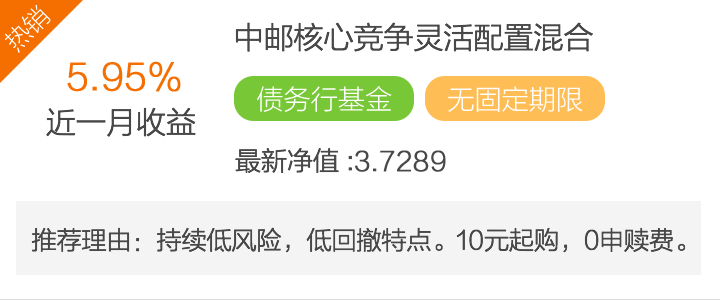 热销
中邮核心竞争灵活配置混合
5.95%
近一月收益
债务行基金 无固定期限
最新净值 :3.7289
推荐理由：持续低风险，低回撤特点。10元起购，0申赎费。